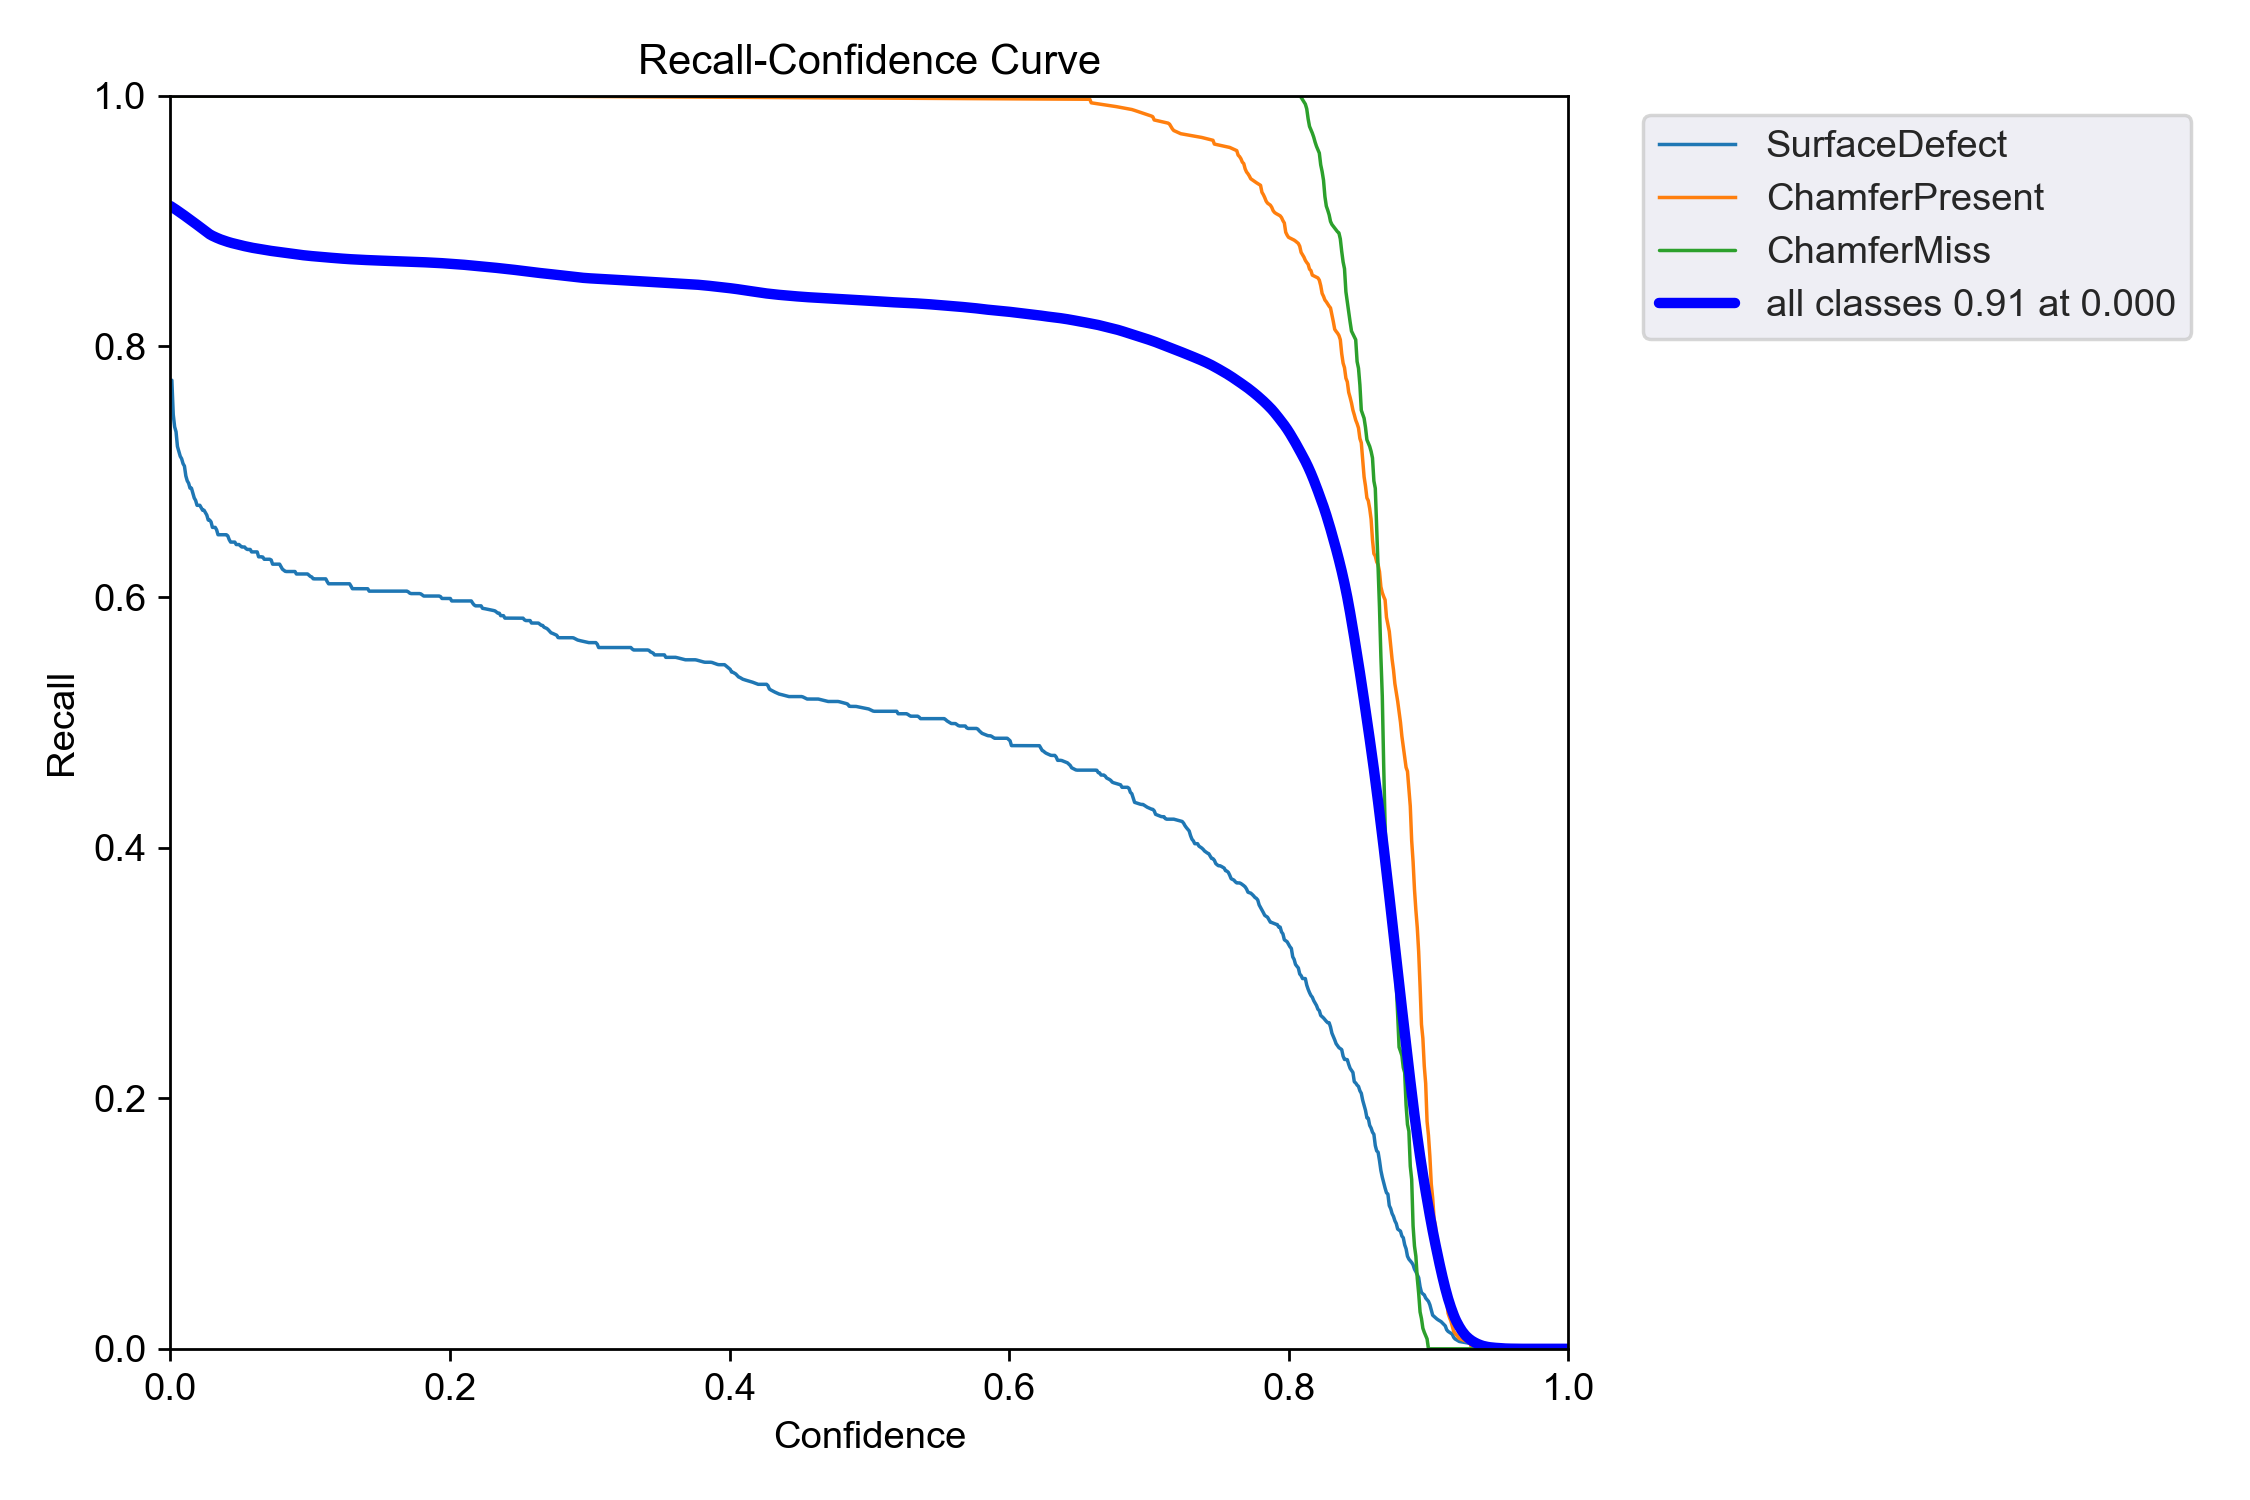 Recall-Confidence Curve
1.0
0.8
0.6
0.4
0.2
0.0
Recall
0.0 0.2 0.4 0.6 0.8 1.0
Confidence
SurfaceDefect
ChamferPresent
ChamferMiss
all classes 0.91 at 0.000